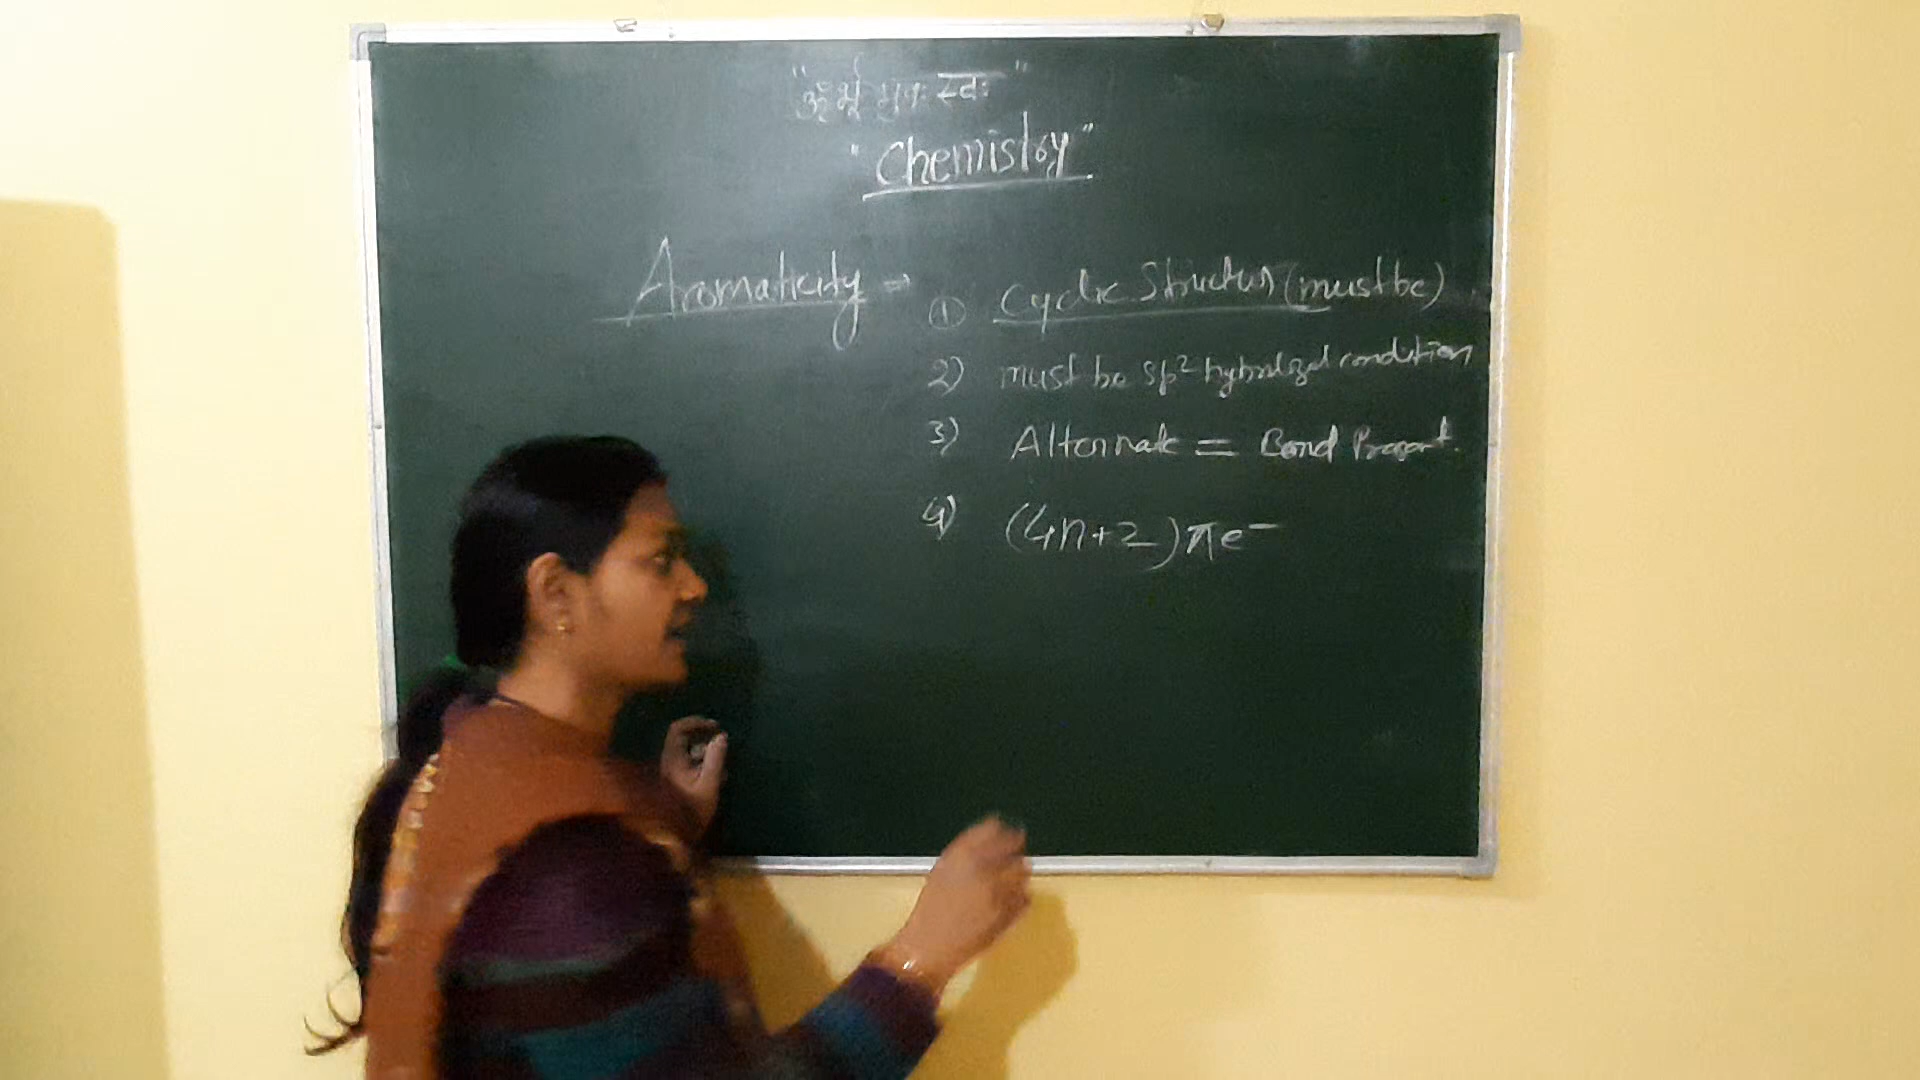 "ॐ भूर्भुवः स्वः"
"Chemistry"
Aromaticity ⇒
① Cyclic Structure (must be)
2) must be sp² hybridized condition
3) Alternate = Bond Present.
4) (4n+2)πe⁻